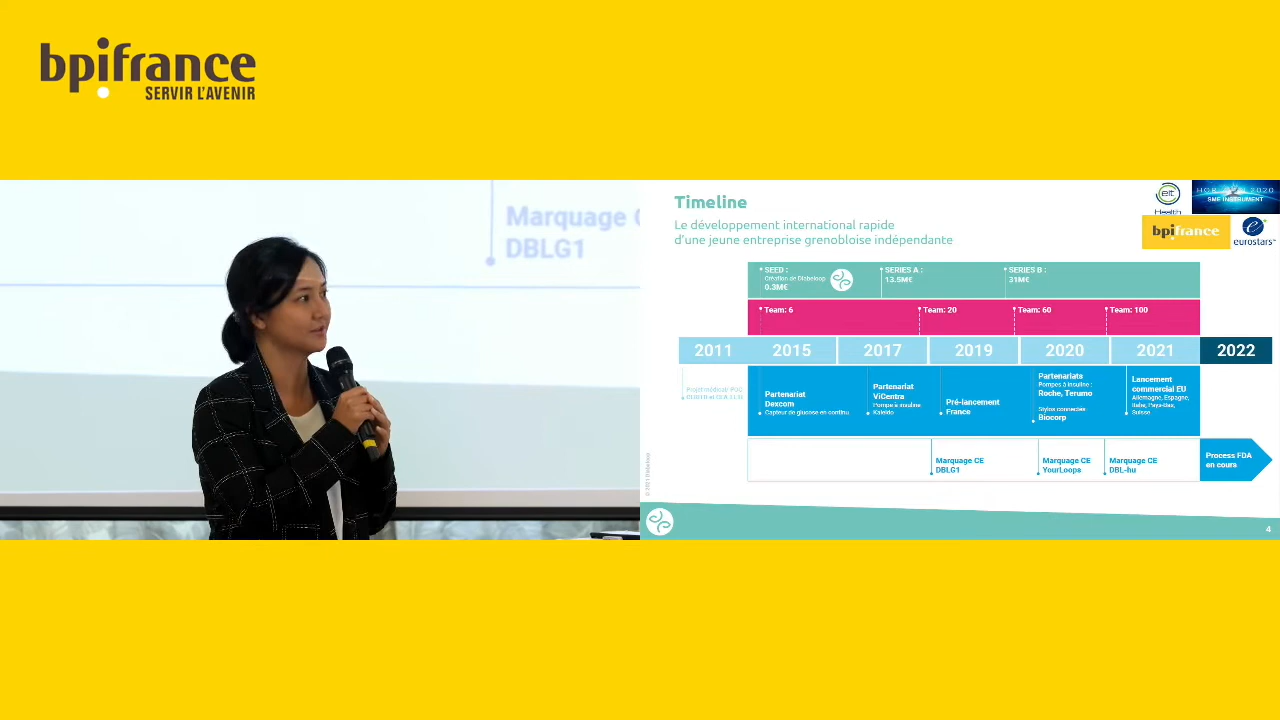 bpifrance
SERVIR L'AVENIR
Marquage C
DBLG1
Timeline
Le développement international rapide
d'une jeune entreprise grenobloise indépendante
eit
Health
HORIZON 2020
SME INSTRUMENT
bpifrance
eurostars
SEED :
Création de Diabeloop
0.3M€
SERIES A :
13.5M€
SERIES B :
31M€
Team: 6
Team: 20
Team: 60
Team: 100
2011
2015
2017
2019
2020
2021
2022
Projet médical/ POC
Partenariat
Dexcom
Capteur de glucose en continu
Partenariat
ViCentra
Pompe à insuline
Kaleido
Pré-lancement
France
Partenariats
Pompes à insuline :
Roche, Terumo
Stylos connectés:
Biocorp
Lancement
commercial EU
Allemagne, Espagne,
Italie, Pays-Bas,
Suisse
Marquage CE
DBLG1
Marquage CE
YourLoops
Marquage CE
DBL-hu
Process FDA
en cours
©2021 Diabeloop
4